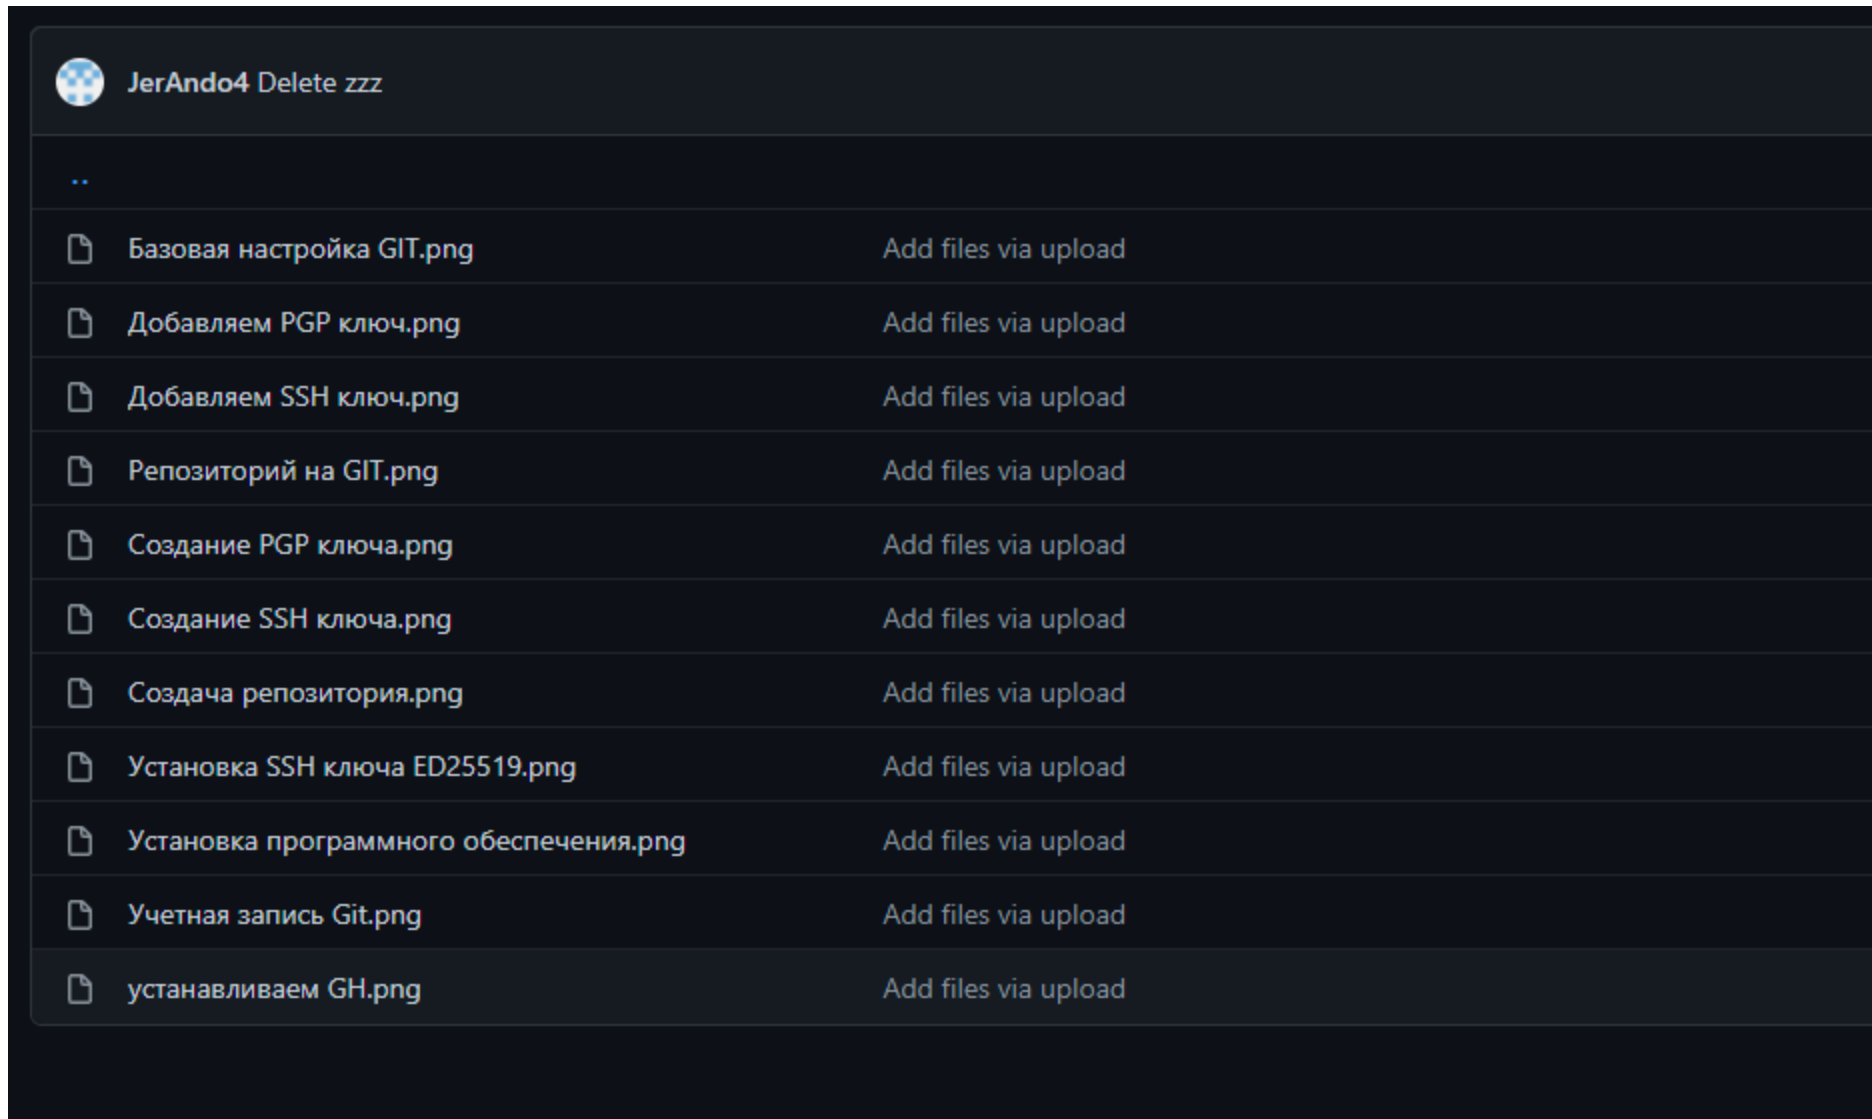 JerAndo4 Delete zzz
..
Базовая настройка GIT.png Add files via upload
Добавляем PGP ключ.png Add files via upload
Добавляем SSH ключ.png Add files via upload
Репозиторий на GIT.png Add files via upload
Создание PGP ключа.png Add files via upload
Создание SSH ключа.png Add files via upload
Создача репозитория.png Add files via upload
Установка SSH ключа ED25519.png Add files via upload
Установка программного обеспечения.png Add files via upload
Учетная запись Git.png Add files via upload
устанавливаем GH.png Add files via upload